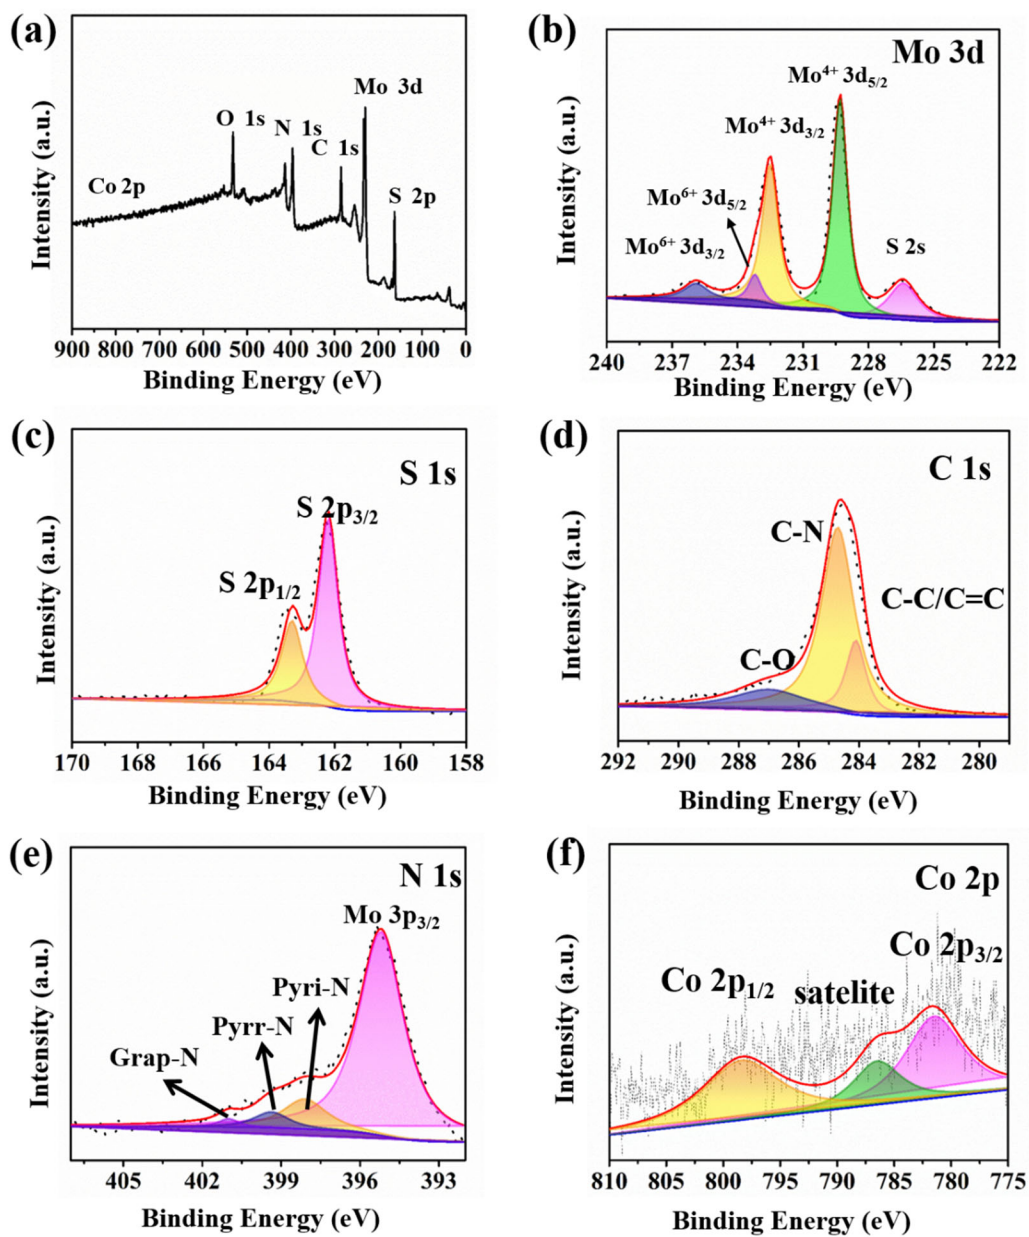 (a)
Mo 3d
O 1s
N 1s
C 1s
Co 2p
S 2p
Intensity (a.u.)
900 800 700 600 500 400 300 200 100 0
Binding Energy (eV)
(b)
Mo 3d
Mo⁴⁺ 3d₅/₂
Mo⁴⁺ 3d₃/₂
Mo⁶⁺ 3d₅/₂
Mo⁶⁺ 3d₃/₂
S 2s
Intensity (a.u.)
240 237 234 231 228 225 222
Binding Energy (eV)
(c)
S 1s
S 2p₃/₂
S 2p₁/₂
Intensity (a.u.)
170 168 166 164 162 160 158
Binding Energy (eV)
(d)
C 1s
C-N
C-C/C=C
C-O
Intensity (a.u.)
292 290 288 286 284 282 280
Binding Energy (eV)
(e)
N 1s
Mo 3p₃/₂
Pyri-N
Pyrr-N
Grap-N
Intensity (a.u.)
405 402 399 396 393
Binding Energy (eV)
(f)
Co 2p
Co 2p₃/₂
Co 2p₁/₂
satelite
Intensity (a.u.)
810 805 800 795 790 785 780 775
Binding Energy (eV)